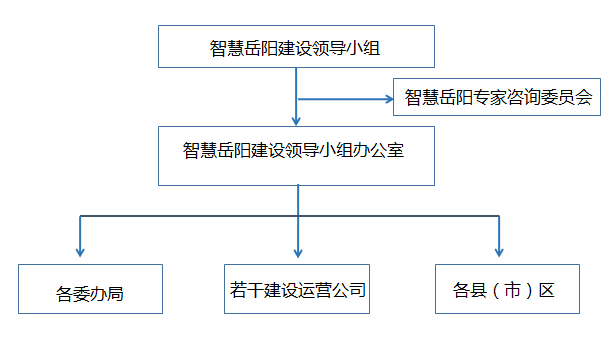 智慧岳阳建设领导小组
智慧岳阳专家咨询委员会
智慧岳阳建设领导小组办公室
各委办局
若干建设运营公司
各县（市）区